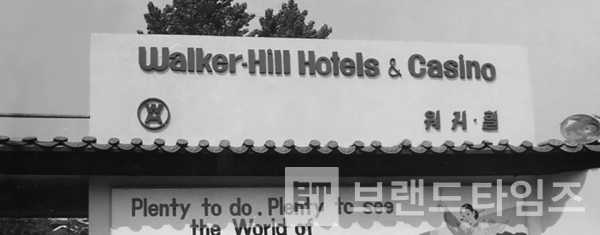 Walker-Hill Hotels & Casino
W
워커·힐
BT 브랜드타임즈
Plenty to do. Plenty to see
the World of